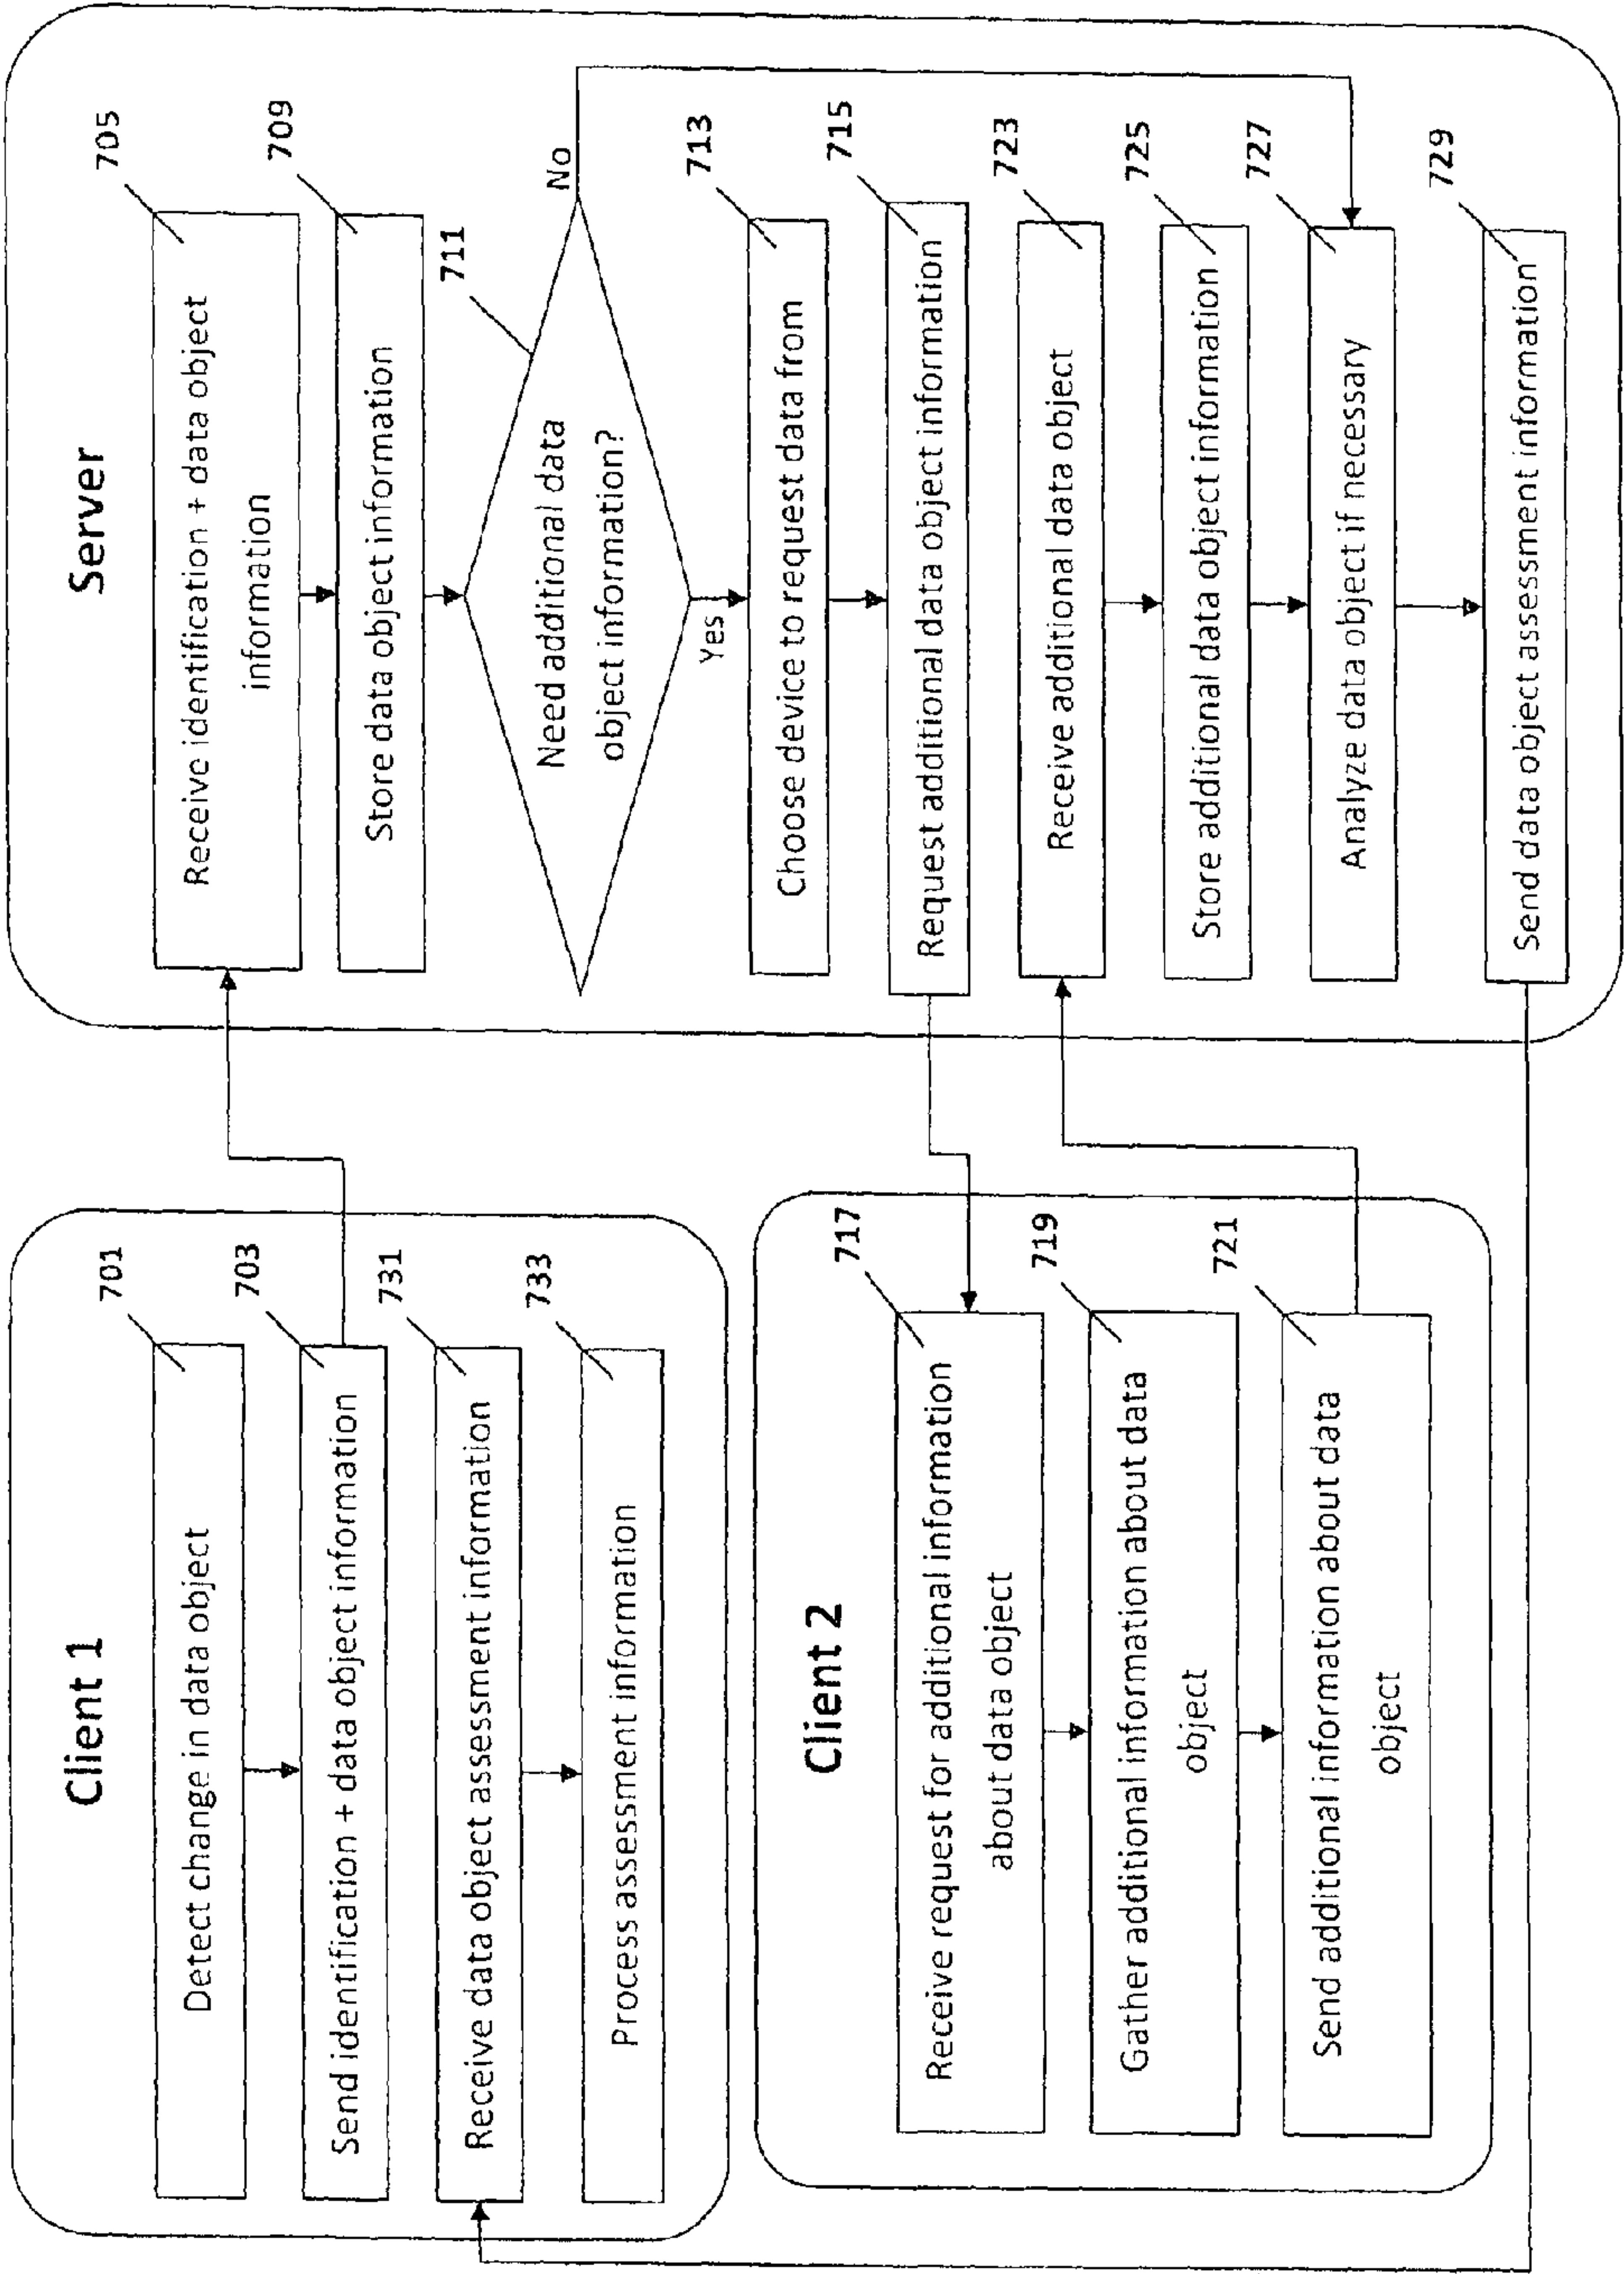 Client 1
701
Detect change in data object
703
Send identification + data object information
731
Receive data object assessment information
733
Process assessment information
Client 2
717
Receive request for additional information
about data object
719
Gather additional information about data
object
721
Send additional information about data
object
Server
705
Receive identification + data object
information
709
Store data object information
711
Need additional data
object information?
No
Yes
713
Choose device to request data from
715
Request additional data object information
723
Receive additional data object
725
Store additional data object information
727
Analyze data object if necessary
729
Send data object assessment information